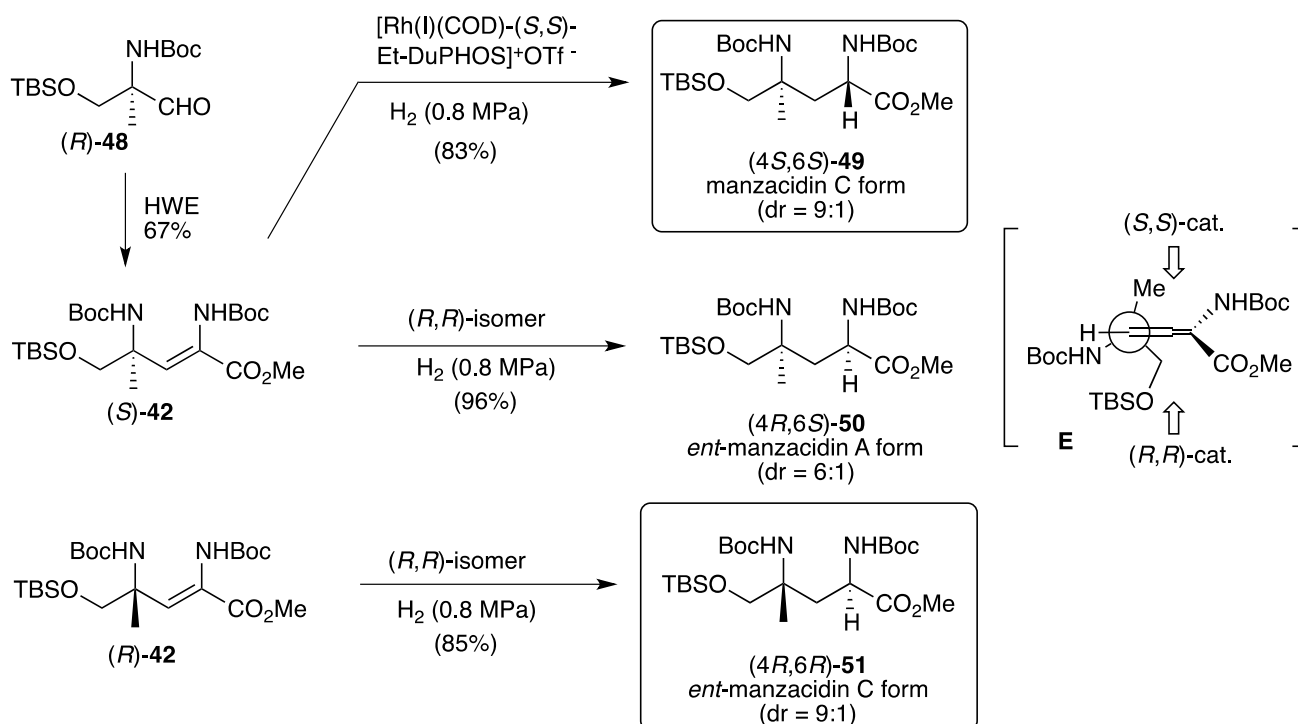 NHBoc
TBSO
CHO
(R)-48
HWE
67%
[Rh(I)(COD)-(S,S)-
Et-DuPHOS]+OTf -
H2 (0.8 MPa)
(83%)
BocHN NHBoc
TBSO
CO2Me
H
(4S,6S)-49
manzacidin C form
(dr = 9:1)
BocHN NHBoc
TBSO
CO2Me
(S)-42
(R,R)-isomer
H2 (0.8 MPa)
(96%)
BocHN NHBoc
TBSO
CO2Me
H
(4R,6S)-50
ent-manzacidin A form
(dr = 6:1)
(S,S)-cat.
Me
NHBoc
H
BocHN
CO2Me
TBSO
E
(R,R)-cat.
BocHN NHBoc
TBSO
CO2Me
(R)-42
(R,R)-isomer
H2 (0.8 MPa)
(85%)
BocHN NHBoc
TBSO
CO2Me
H
(4R,6R)-51
ent-manzacidin C form
(dr = 9:1)